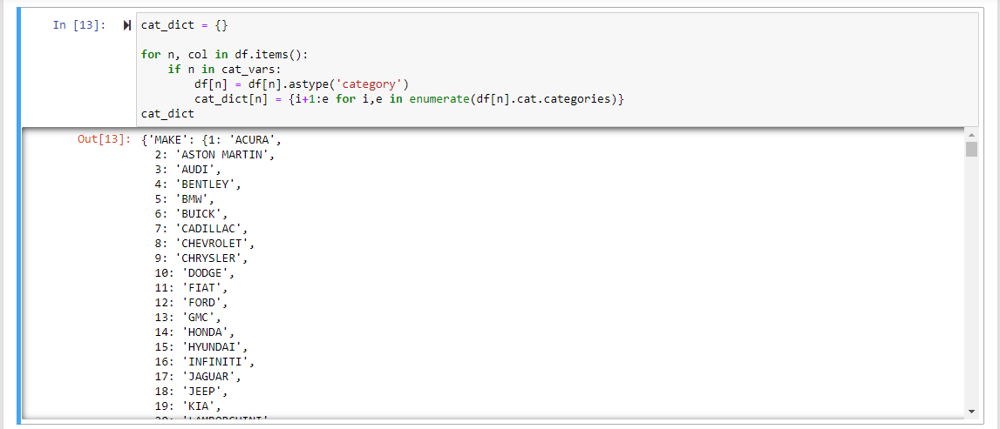 In [13]: cat_dict = {}
for n, col in df.items():
    if n in cat_vars:
        df[n] = df[n].astype('category')
        cat_dict[n] = {i+1:e for i,e in enumerate(df[n].cat.categories)}
cat_dict
Out[13]: {'MAKE': {1: 'ACURA',
2: 'ASTON MARTIN',
3: 'AUDI',
4: 'BENTLEY',
5: 'BMW',
6: 'BUICK',
7: 'CADILLAC',
8: 'CHEVROLET',
9: 'CHRYSLER',
10: 'DODGE',
11: 'FIAT',
12: 'FORD',
13: 'GMC',
14: 'HONDA',
15: 'HYUNDAI',
16: 'INFINITI',
17: 'JAGUAR',
18: 'JEEP',
19: 'KIA',